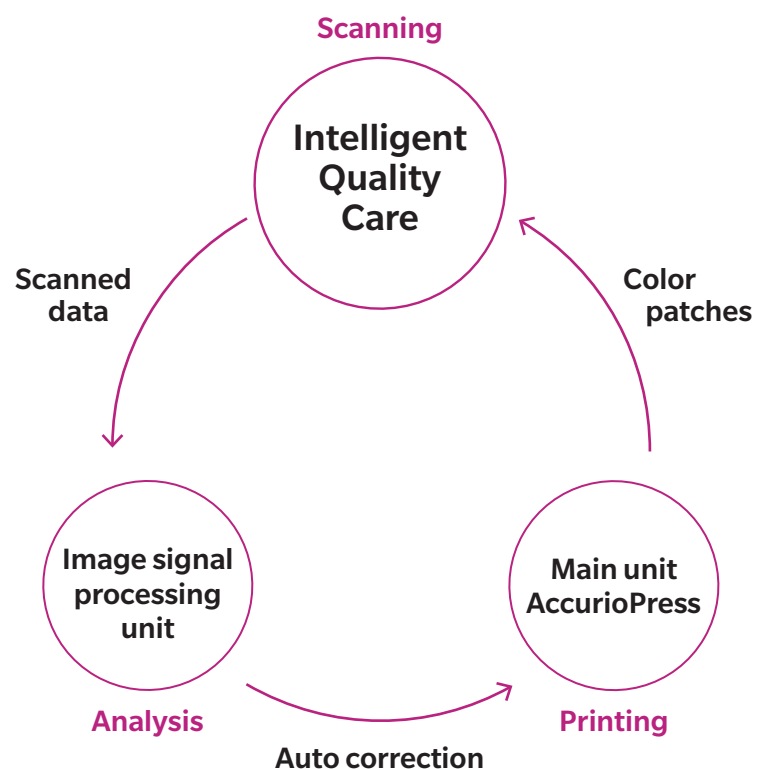 Scanning
Intelligent
Quality
Care
Scanned
data
Color
patches
Image signal
processing
unit
Main unit
AccurioPress
Analysis
Printing
Auto correction